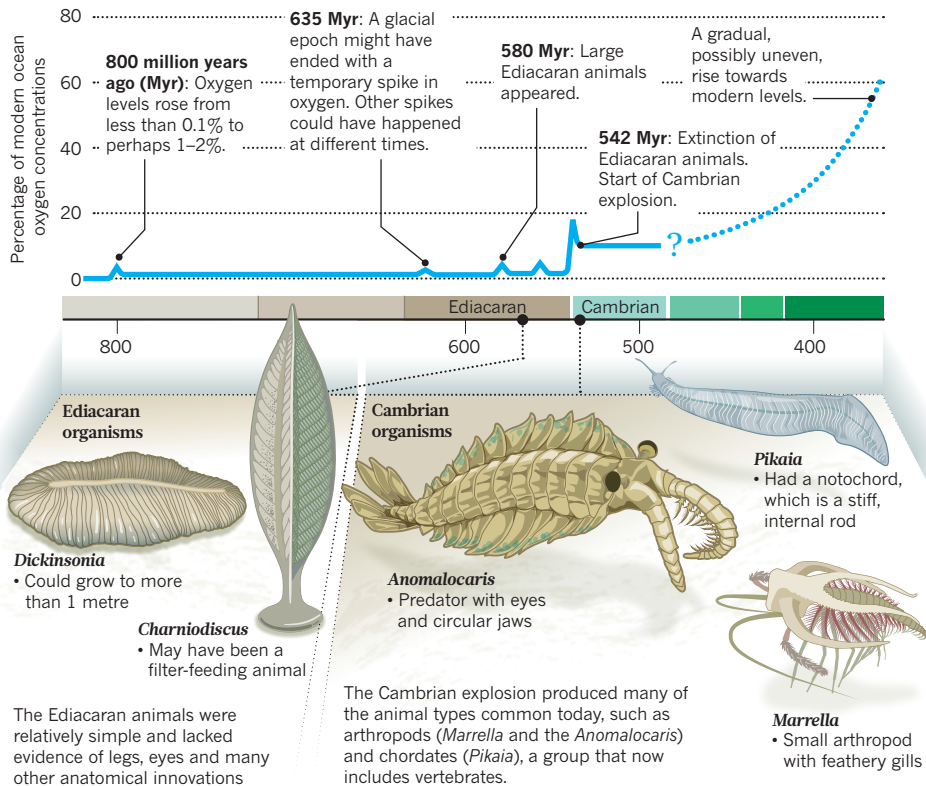 Percentage of modern ocean
oxygen concentrations
80
60
40
20
0
800 million years
ago (Myr): Oxygen
levels rose from
less than 0.1% to
perhaps 1–2%.
635 Myr: A glacial
epoch might have
ended with a
temporary spike in
oxygen. Other spikes
could have happened
at different times.
580 Myr: Large
Ediacaran animals
appeared.
542 Myr: Extinction of
Ediacaran animals.
Start of Cambrian
explosion.
A gradual,
possibly uneven,
rise towards
modern levels.
?
Ediacaran
Cambrian
800
600
500
400
Ediacaran
organisms
Dickinsonia
• Could grow to more
than 1 metre
Charniodiscus
• May have been a
filter-feeding animal
The Ediacaran animals were
relatively simple and lacked
evidence of legs, eyes and many
other anatomical innovations
Cambrian
organisms
Anomalocaris
• Predator with eyes
and circular jaws
Pikaia
• Had a notochord,
which is a stiff,
internal rod
Marrella
• Small arthropod
with feathery gills
The Cambrian explosion produced many of
the animal types common today, such as
arthropods (Marrella and the Anomalocaris)
and chordates (Pikaia), a group that now
includes vertebrates.